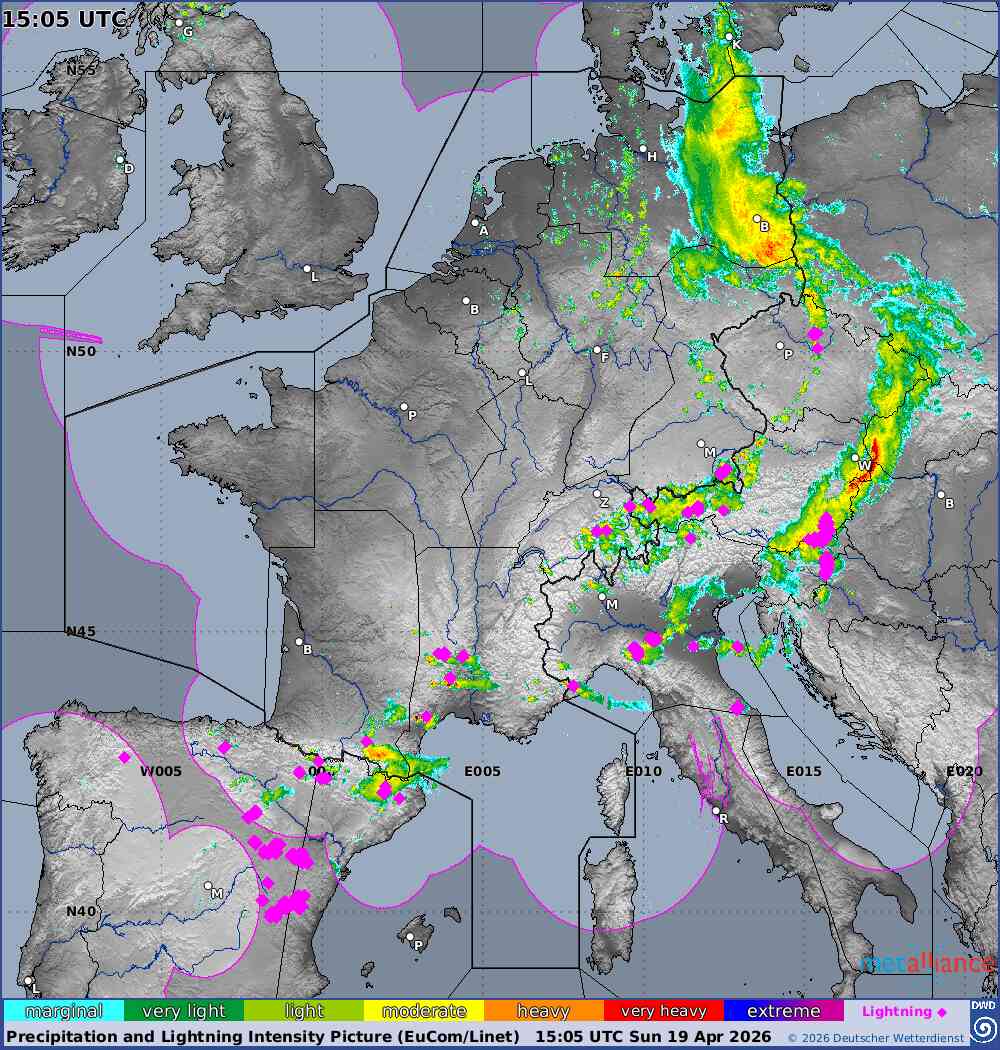 15:05 UTC
G
K
N55
H
D
A
B
L
B
N50
F
P
L
P
M
W
Z
B
M
N45
B
W005
E005
E010
E015
E020
R
M
N40
P
metalliance
L
marginal very light light moderate heavy very heavy extreme Lightning
DWD
Precipitation and Lightning Intensity Picture (EuCom/Linet) 15:05 UTC Sun 19 Apr 2026 © 2026 Deutscher Wetterdienst